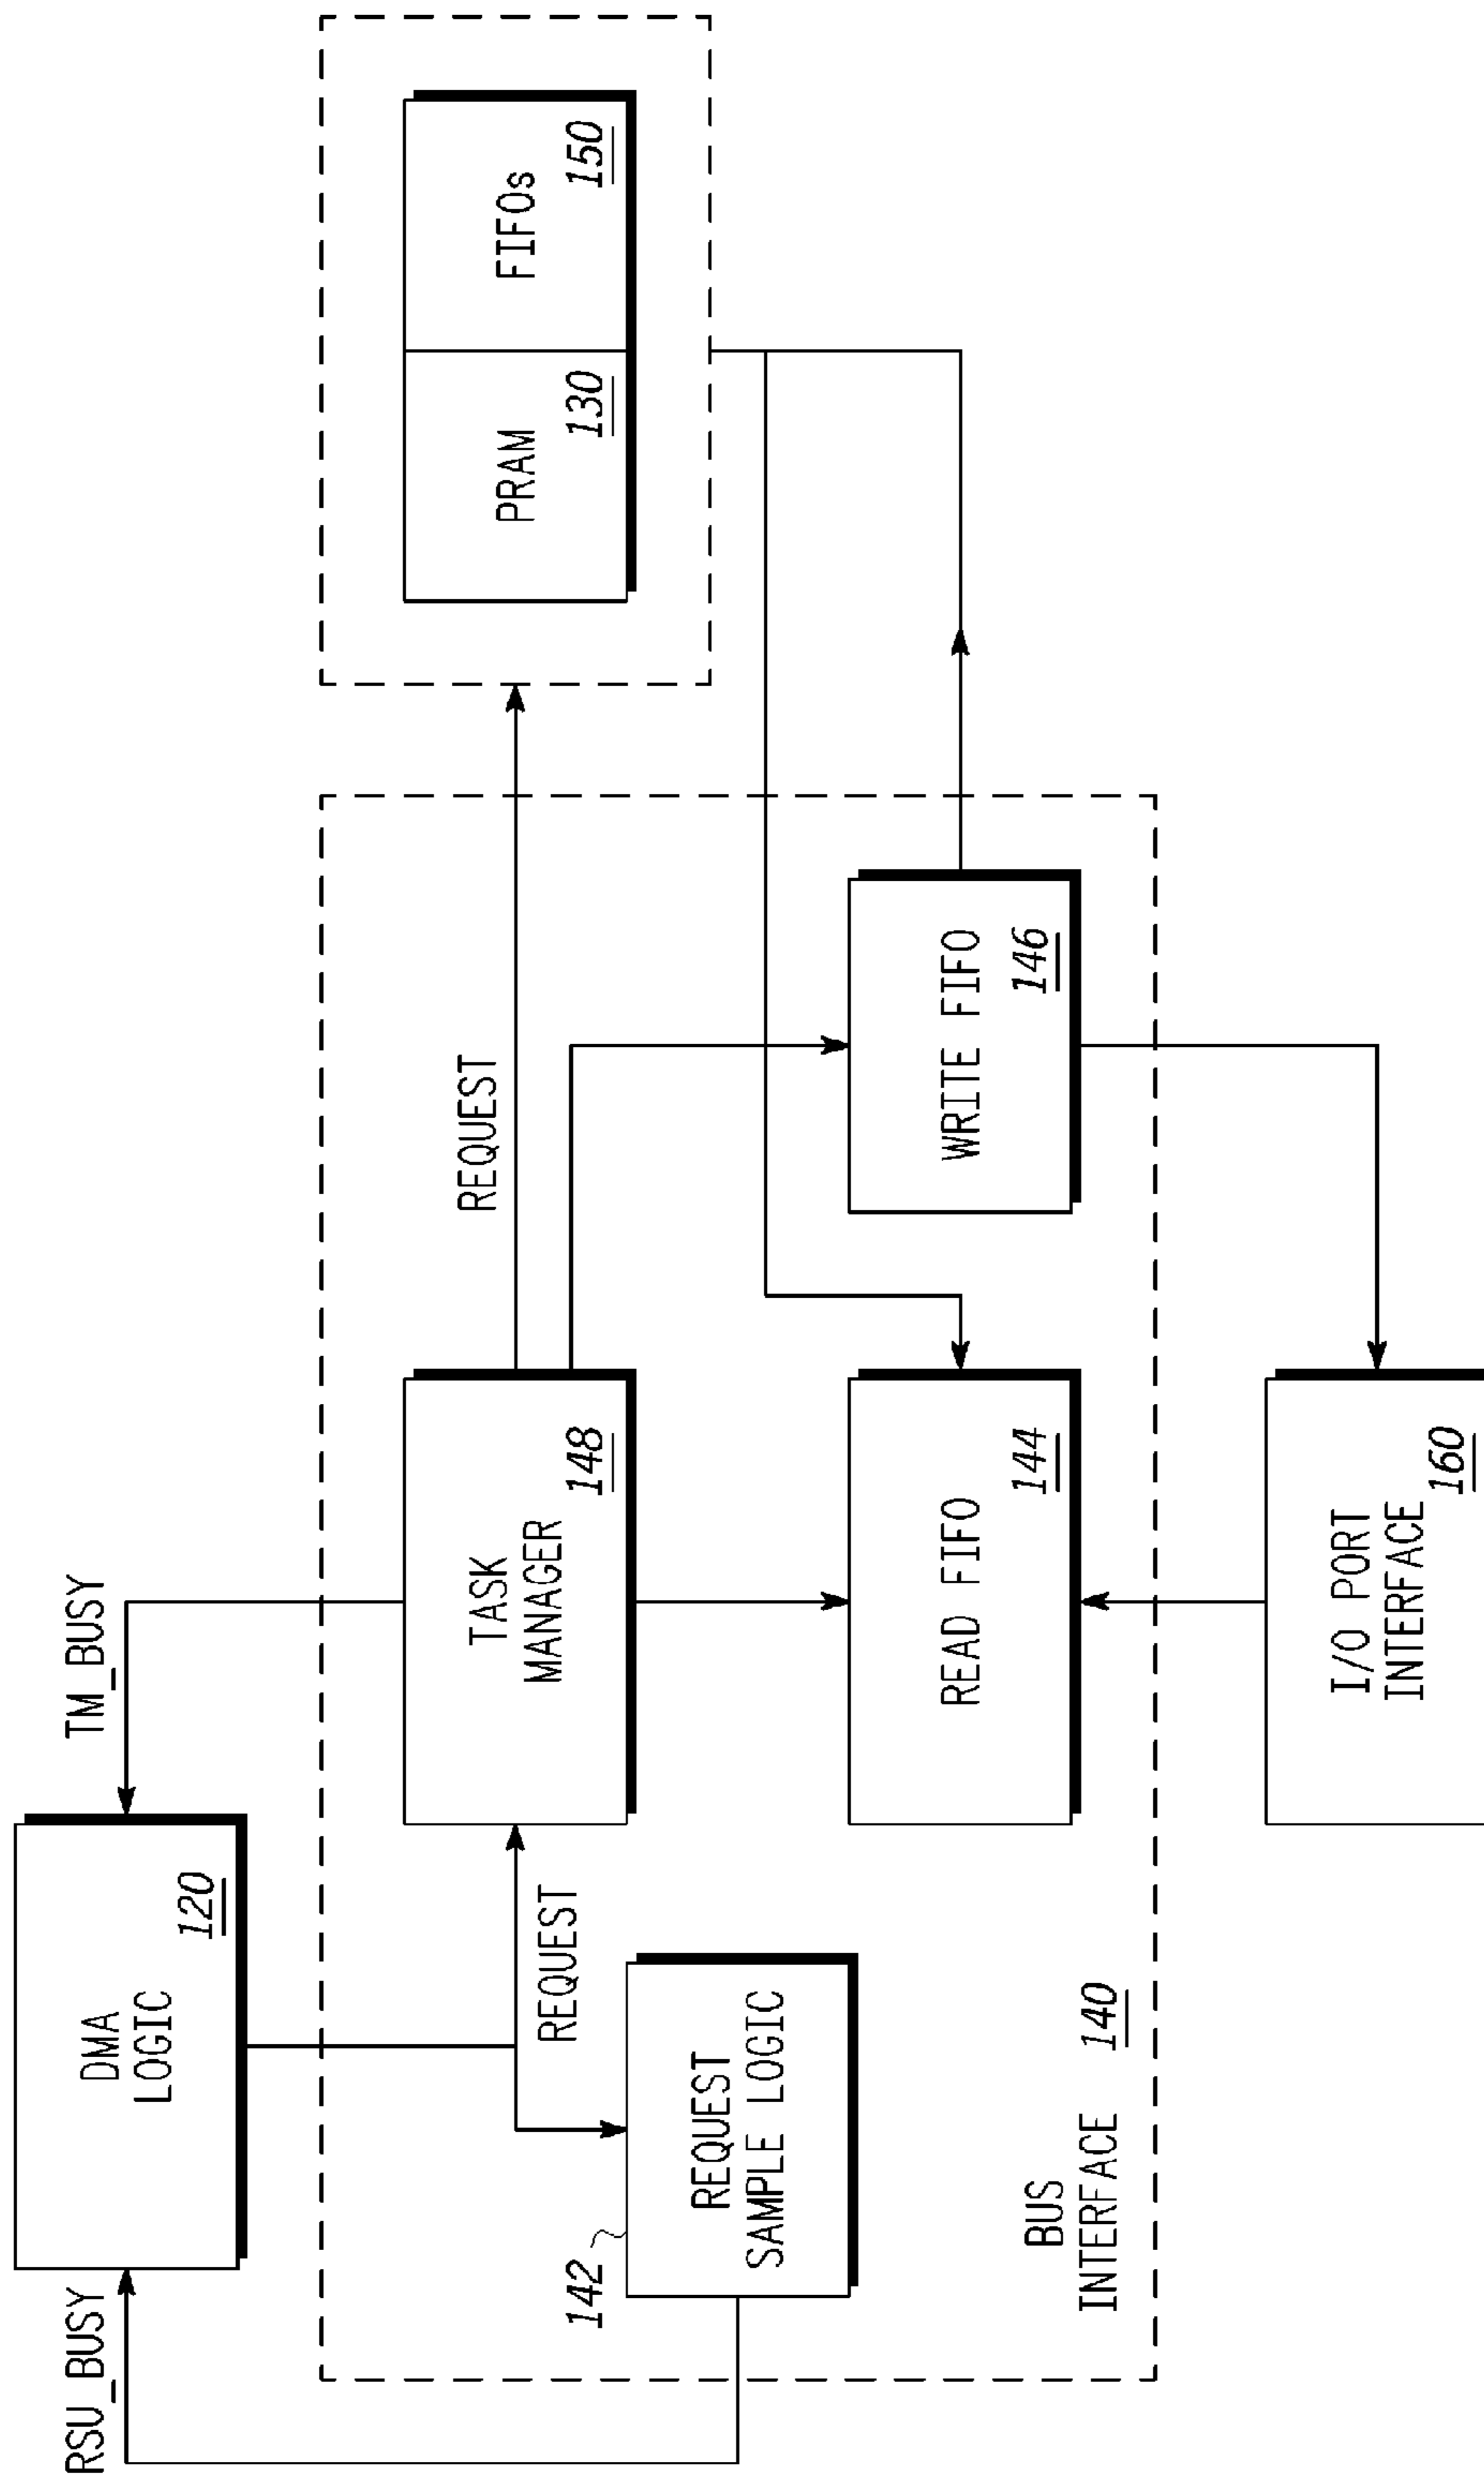 RSU_BUSY
DMA
LOGIC
120
TM_BUSY
142
REQUEST
SAMPLE LOGIC
REQUEST
TASK
MANAGER
148
REQUEST
PRAM
130
FIFOs
150
READ FIFO
144
WRITE FIFO
146
BUS
INTERFACE 140
I/O PORT
INTERFACE
160